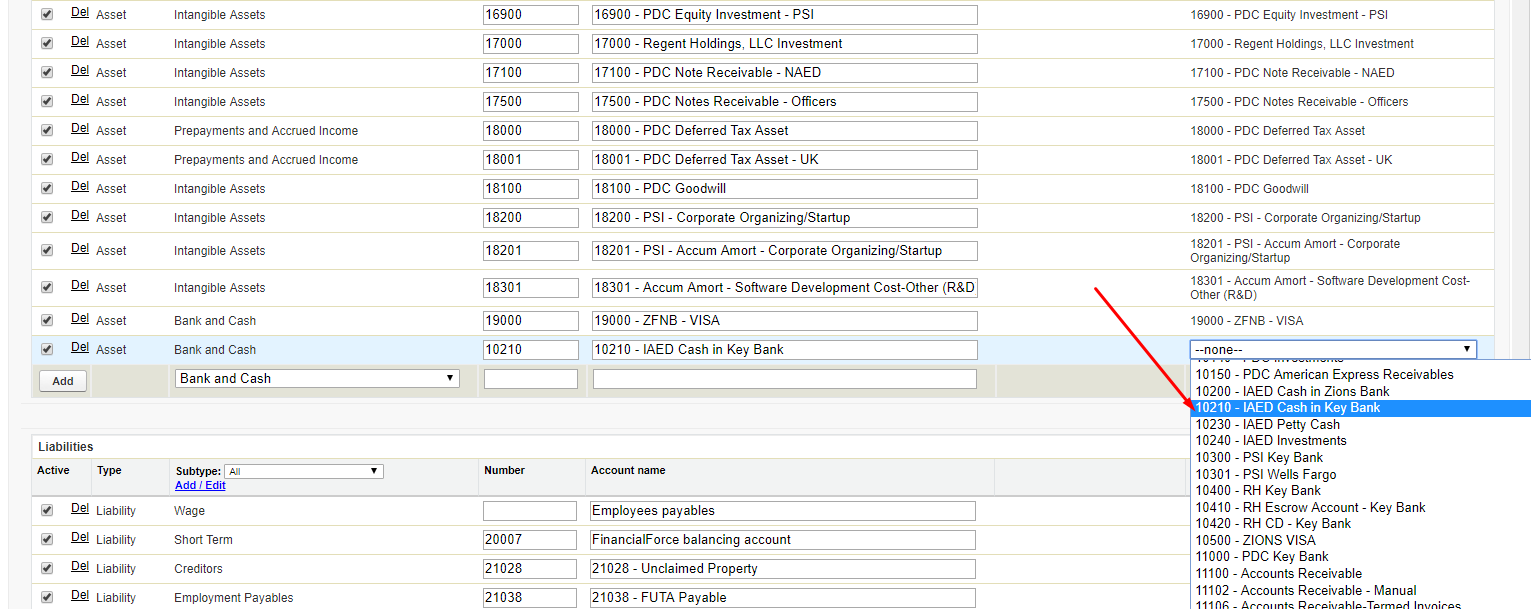 Del Asset Intangible Assets 16900 16900 - PDC Equity Investment - PSI 16900 - PDC Equity Investment - PSI
Del Asset Intangible Assets 17000 17000 - Regent Holdings, LLC Investment 17000 - Regent Holdings, LLC Investment
Del Asset Intangible Assets 17100 17100 - PDC Note Receivable - NAED 17100 - PDC Note Receivable - NAED
Del Asset Intangible Assets 17500 17500 - PDC Notes Receivable - Officers 17500 - PDC Notes Receivable - Officers
Del Asset Prepayments and Accrued Income 18000 18000 - PDC Deferred Tax Asset 18000 - PDC Deferred Tax Asset
Del Asset Prepayments and Accrued Income 18001 18001 - PDC Deferred Tax Asset - UK 18001 - PDC Deferred Tax Asset - UK
Del Asset Intangible Assets 18100 18100 - PDC Goodwill 18100 - PDC Goodwill
Del Asset Intangible Assets 18200 18200 - PSI - Corporate Organizing/Startup 18200 - PSI - Corporate Organizing/Startup
Del Asset Intangible Assets 18201 18201 - PSI - Accum Amort - Corporate Organizing/Startup 18201 - PSI - Accum Amort - Corporate
Organizing/Startup
Del Asset Intangible Assets 18301 18301 - Accum Amort - Software Development Cost-Other (R&D 18301 - Accum Amort - Software Development Cost-
Other (R&D)
Del Asset Bank and Cash 19000 19000 - ZFNB - VISA 19000 - ZFNB - VISA
Del Asset Bank and Cash 10210 10210 - IAED Cash in Key Bank --none--
Add Bank and Cash
10140 - PDC Investments
10150 - PDC American Express Receivables
10200 - IAED Cash in Zions Bank
10210 - IAED Cash in Key Bank
10230 - IAED Petty Cash
10240 - IAED Investments
10300 - PSI Key Bank
10301 - PSI Wells Fargo
10400 - RH Key Bank
10410 - RH Escrow Account - Key Bank
10420 - RH CD - Key Bank
10500 - ZIONS VISA
11000 - PDC Key Bank
11100 - Accounts Receivable
11102 - Accounts Receivable - Manual
11106 - Accounts Receivable-Termed Invoices
Liabilities
Active Type Subtype: All Number Account name
Add / Edit
Del Liability Wage Employees payables
Del Liability Short Term 20007 FinancialForce balancing account
Del Liability Creditors 21028 21028 - Unclaimed Property
Del Liability Employment Payables 21038 21038 - FUTA Payable